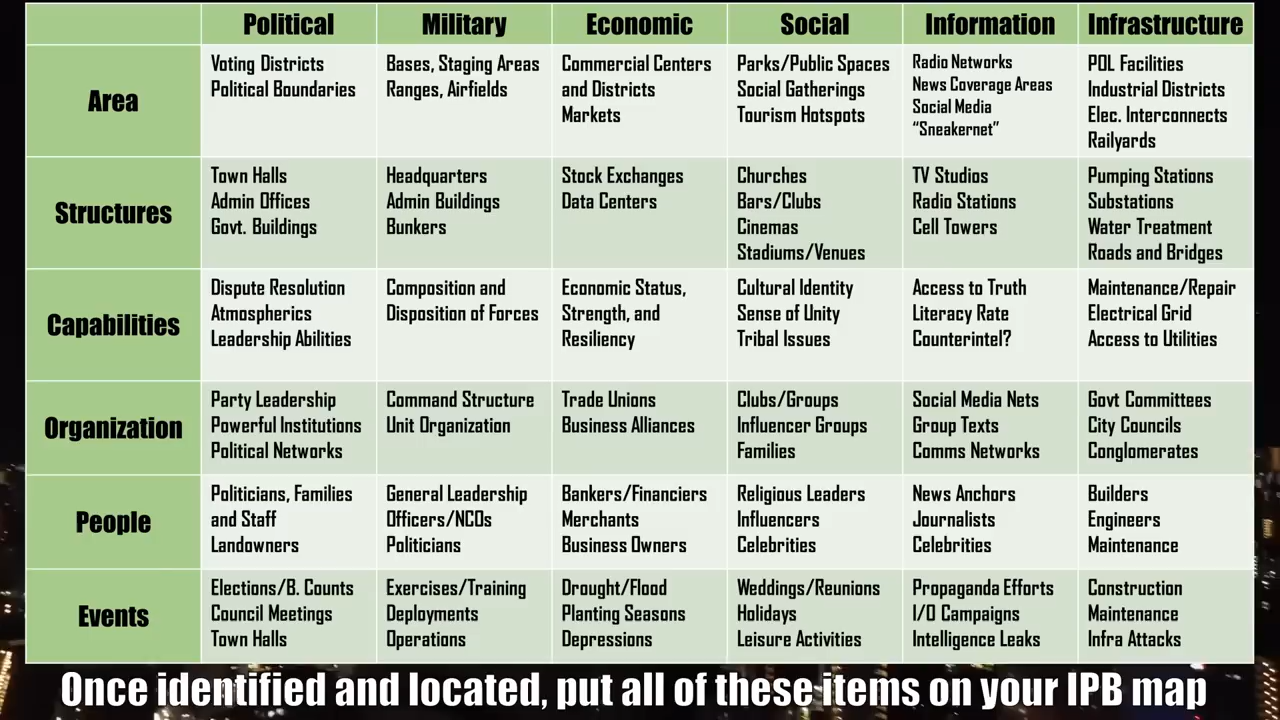 Political Military Economic Social Information Infrastructure
Area
Voting Districts
Political Boundaries
Bases, Staging Areas
Ranges, Airfields
Commercial Centers
and Districts
Markets
Parks/Public Spaces
Social Gatherings
Tourism Hotspots
Radio Networks
News Coverage Areas
Social Media
“Sneakernet”
POL Facilities
Industrial Districts
Elec. Interconnects
Railyards
Structures
Town Halls
Admin Offices
Govt. Buildings
Headquarters
Admin Buildings
Bunkers
Stock Exchanges
Data Centers
Churches
Bars/Clubs
Cinemas
Stadiums/Venues
TV Studios
Radio Stations
Cell Towers
Pumping Stations
Substations
Water Treatment
Roads and Bridges
Capabilities
Dispute Resolution
Atmospherics
Leadership Abilities
Composition and
Disposition of Forces
Economic Status,
Strength, and
Resiliency
Cultural Identity
Sense of Unity
Tribal Issues
Access to Truth
Literacy Rate
Counterintel?
Maintenance/Repair
Electrical Grid
Access to Utilities
Organization
Party Leadership
Powerful Institutions
Political Networks
Command Structure
Unit Organization
Trade Unions
Business Alliances
Clubs/Groups
Influencer Groups
Families
Social Media Nets
Group Texts
Comms Networks
Govt Committees
City Councils
Conglomerates
People
Politicians, Families
and Staff
Landowners
General Leadership
Officers/NCOs
Politicians
Bankers/Financiers
Merchants
Business Owners
Religious Leaders
Influencers
Celebrities
News Anchors
Journalists
Celebrities
Builders
Engineers
Maintenance
Events
Elections/B. Counts
Council Meetings
Town Halls
Exercises/Training
Deployments
Operations
Drought/Flood
Planting Seasons
Depressions
Weddings/Reunions
Holidays
Leisure Activities
Propaganda Efforts
I/O Campaigns
Intelligence Leaks
Construction
Maintenance
Infra Attacks
Once identified and located, put all of these items on your IPB map